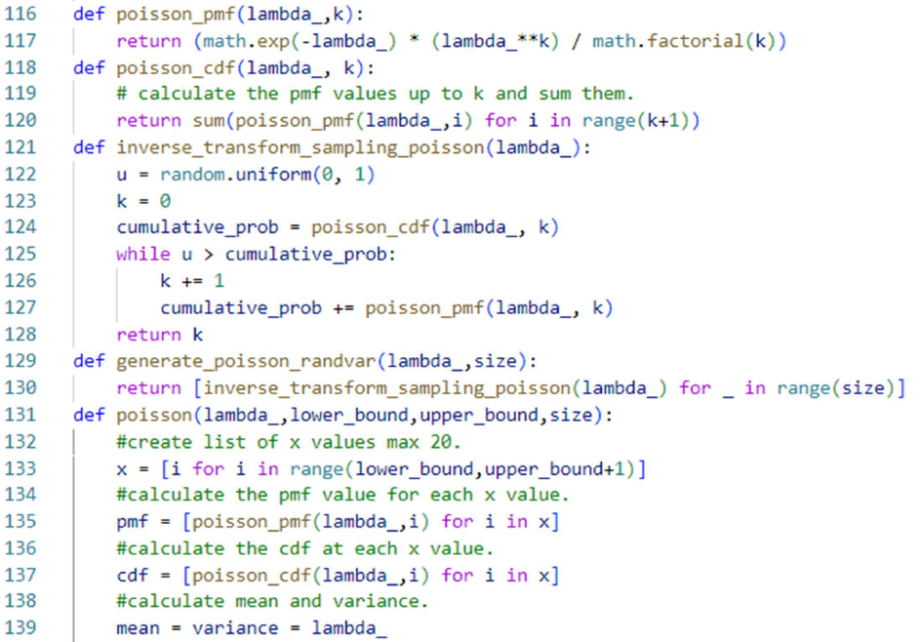 116 def poisson_pmf(lambda_,k):
117     return (math.exp(-lambda_) * (lambda_**k) / math.factorial(k))
118 def poisson_cdf(lambda_, k):
119     # calculate the pmf values up to k and sum them.
120     return sum(poisson_pmf(lambda_,i) for i in range(k+1))
121 def inverse_transform_sampling_poisson(lambda_):
122     u = random.uniform(0, 1)
123     k = 0
124     cumulative_prob = poisson_cdf(lambda_, k)
125     while u > cumulative_prob:
126         k += 1
127         cumulative_prob += poisson_pmf(lambda_, k)
128     return k
129 def generate_poisson_randvar(lambda_,size):
130     return [inverse_transform_sampling_poisson(lambda_) for _ in range(size)]
131 def poisson(lambda_,lower_bound,upper_bound,size):
132     #create list of x values max 20.
133     x = [i for i in range(lower_bound,upper_bound+1)]
134     #calculate the pmf value for each x value.
135     pmf = [poisson_pmf(lambda_,i) for i in x]
136     #calculate the cdf at each x value.
137     cdf = [poisson_cdf(lambda_,i) for i in x]
138     #calculate mean and variance.
139     mean = variance = lambda_